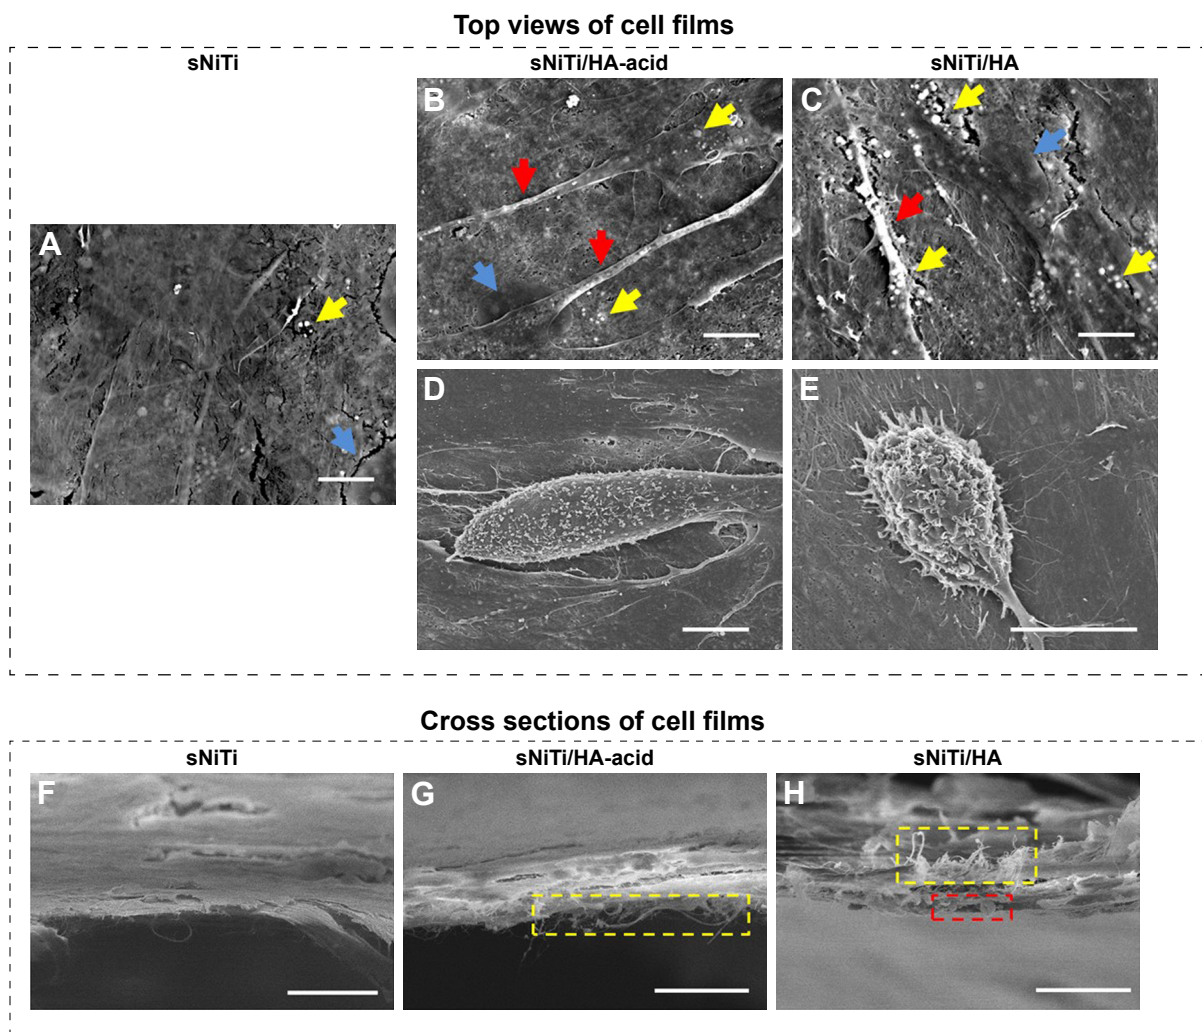 Top views of cell films
sNiTi
sNiTi/HA-acid
sNiTi/HA
B
C
A
D
E
Cross sections of cell films
sNiTi
sNiTi/HA-acid
sNiTi/HA
F
G
H